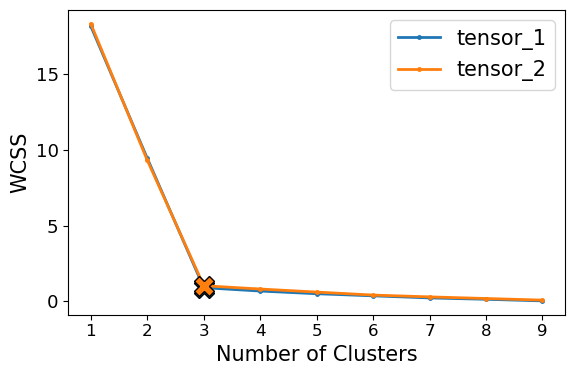 tensor_1
tensor_2
15
10
5
0
WCSS
1 2 3 4 5 6 7 8 9
Number of Clusters